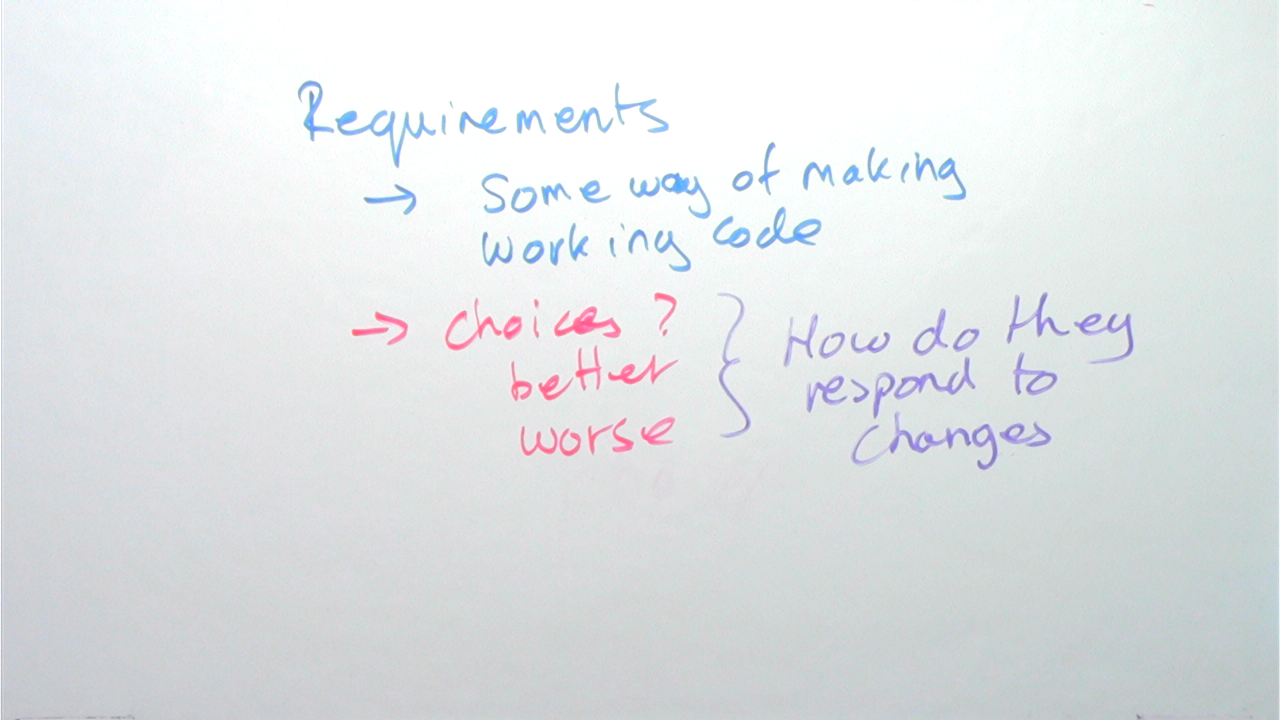 Requirements
→ Some way of making
working code
→ choices ?
better
worse
} How do they
respond to
changes